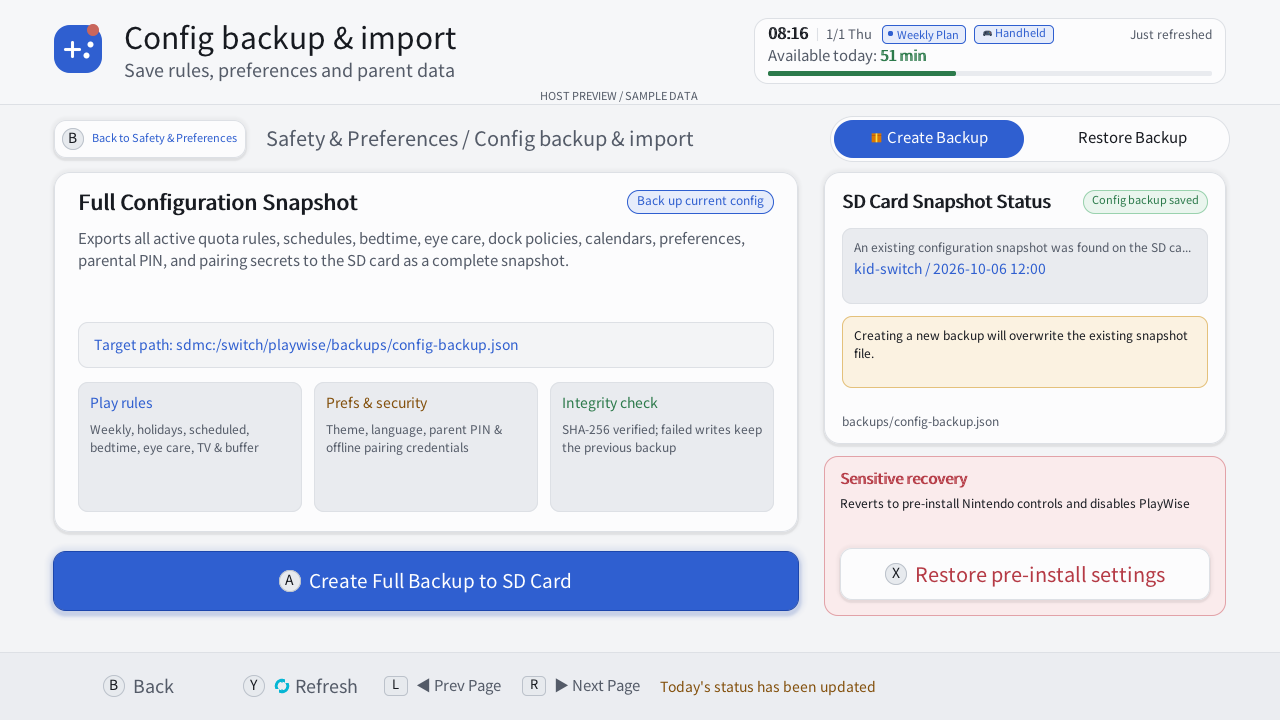 Config backup & import
Save rules, preferences and parent data
08:16 1/1 Thu Weekly Plan Handheld Just refreshed
Available today: 51 min
HOST PREVIEW / SAMPLE DATA
B Back to Safety & Preferences
Safety & Preferences / Config backup & import
Create Backup
Restore Backup
Full Configuration Snapshot
Back up current config
Exports all active quota rules, schedules, bedtime, eye care, dock policies, calendars, preferences,
parental PIN, and pairing secrets to the SD card as a complete snapshot.
Target path: sdmc:/switch/playwise/backups/config-backup.json
Play rules
Weekly, holidays, scheduled,
bedtime, eye care, TV & buffer
Prefs & security
Theme, language, parent PIN &
offline pairing credentials
Integrity check
SHA-256 verified; failed writes keep
the previous backup
A Create Full Backup to SD Card
SD Card Snapshot Status
Config backup saved
An existing configuration snapshot was found on the SD ca...
kid-switch / 2026-10-06 12:00
Creating a new backup will overwrite the existing snapshot
file.
backups/config-backup.json
Sensitive recovery
Reverts to pre-install Nintendo controls and disables PlayWise
X Restore pre-install settings
B Back
Y Refresh
L ◀ Prev Page
R ▶ Next Page
Today's status has been updated